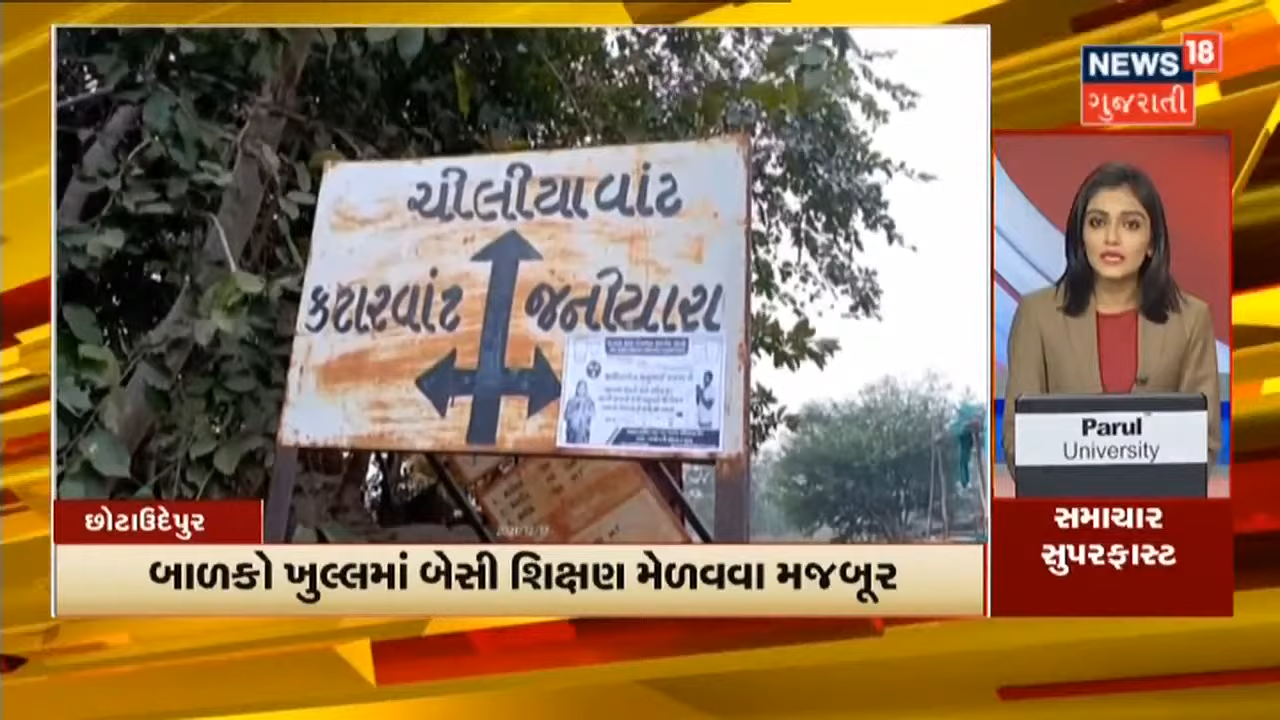 NEWS 18
ગુજરાતી
ચીલીયાવાંટ
કટારવાંટ
જનીયારા
Parul
University
છોટાઉદેપુર
સમાચાર
સુપરફાસ્ટ
બાળકો ખુલ્લમાં બેસી શિક્ષણ મેળવવા મજબૂર